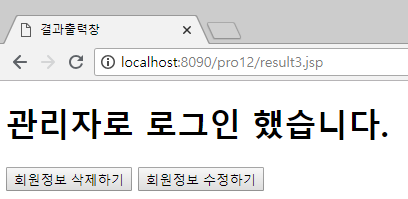 결과출력창
localhost:8090/pro12/result3.jsp
관리자로 로그인 했습니다.
회원정보 삭제하기 회원정보 수정하기